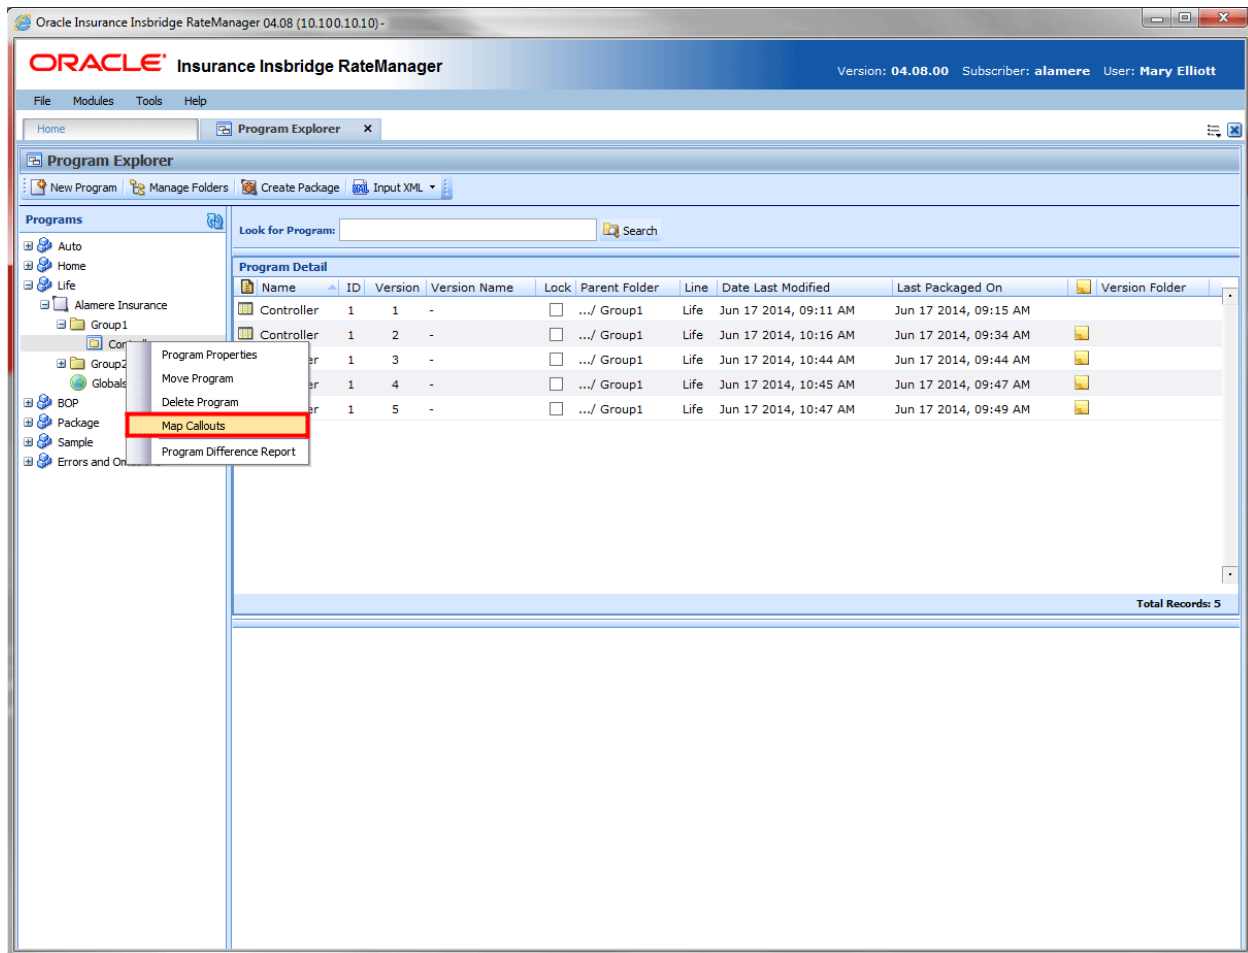 Oracle Insurance Insbridge RateManager 04.08 (10.100.10.10) -
ORACLE® Insurance Insbridge RateManager
Version: 04.08.00 Subscriber: alamere User: Mary Elliott
File Modules Tools Help
Home Program Explorer x
Program Explorer
New Program Manage Folders Create Package Input XML
Programs
Auto
Home
Life
Alamere Insurance
Group1
Group2
Globals
BOP
Package
Sample
Errors and
Program Properties
Move Program
Delete Program
Map Callouts
Program Difference Report
Look for Program: Search
Program Detail
Name ID Version Version Name Lock Parent Folder Line Date Last Modified Last Packaged On Version Folder
Controller 1 1 - .../ Group1 Life Jun 17 2014, 09:11 AM Jun 17 2014, 09:15 AM
Controller 1 2 - .../ Group1 Life Jun 17 2014, 10:16 AM Jun 17 2014, 09:34 AM
er 1 3 - .../ Group1 Life Jun 17 2014, 10:44 AM Jun 17 2014, 09:44 AM
er 1 4 - .../ Group1 Life Jun 17 2014, 10:45 AM Jun 17 2014, 09:47 AM
er 1 5 - .../ Group1 Life Jun 17 2014, 10:47 AM Jun 17 2014, 09:49 AM
Total Records: 5